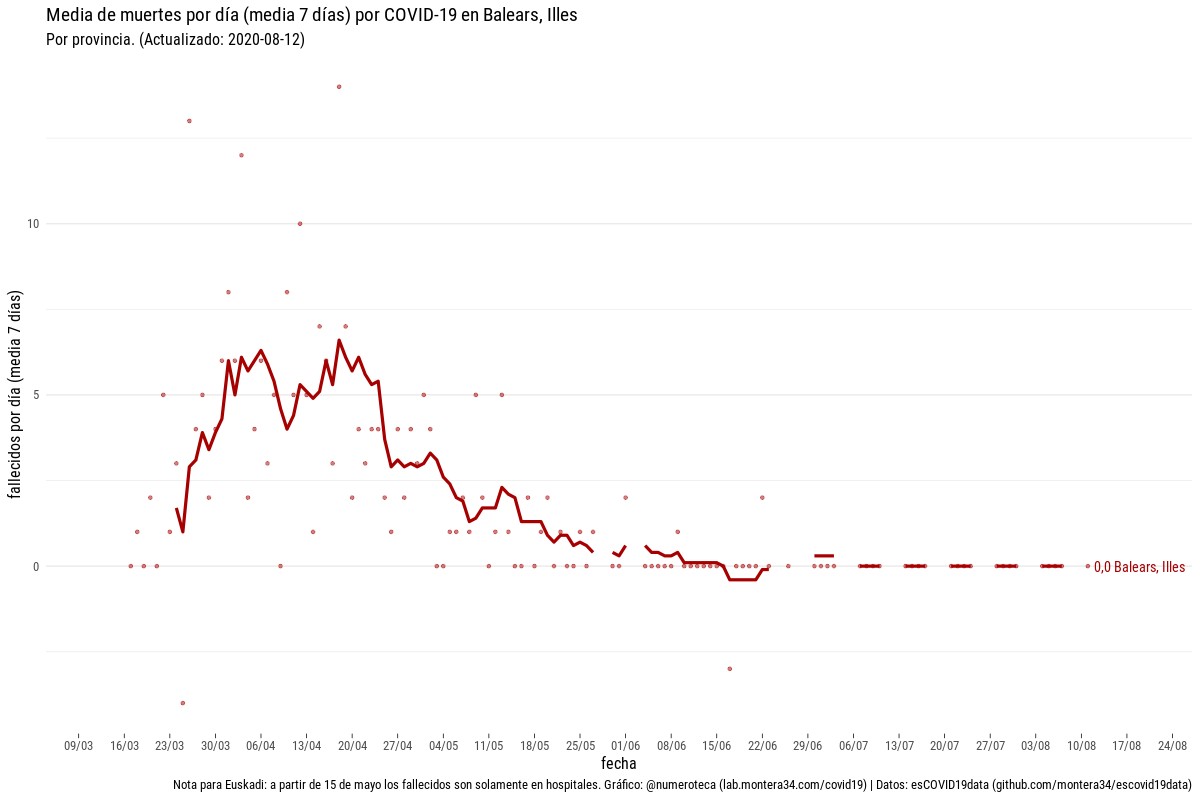 Media de muertes por día (media 7 días) por COVID-19 en Balears, Illes
Por provincia. (Actualizado: 2020-08-12)
fallecidos por día (media 7 días)
10
5
0
0,0 Balears, Illes
09/03 16/03 23/03 30/03 06/04 13/04 20/04 27/04 04/05 11/05 18/05 25/05 01/06 08/06 15/06 22/06 29/06 06/07 13/07 20/07 27/07 03/08 10/08 17/08 24/08
fecha
Nota para Euskadi: a partir de 15 de mayo los fallecidos son solamente en hospitales. Gráfico: @numeroteca (lab.montera34.com/covid19) | Datos: esCOVID19data (github.com/montera34/escovid19data)